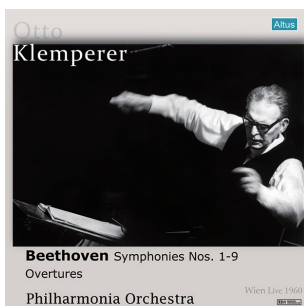 Otto
Altus
Klemperer
Beethoven Symphonies Nos. 1-9
Overtures
Wien Live 1960
Philharmonia Orchestra